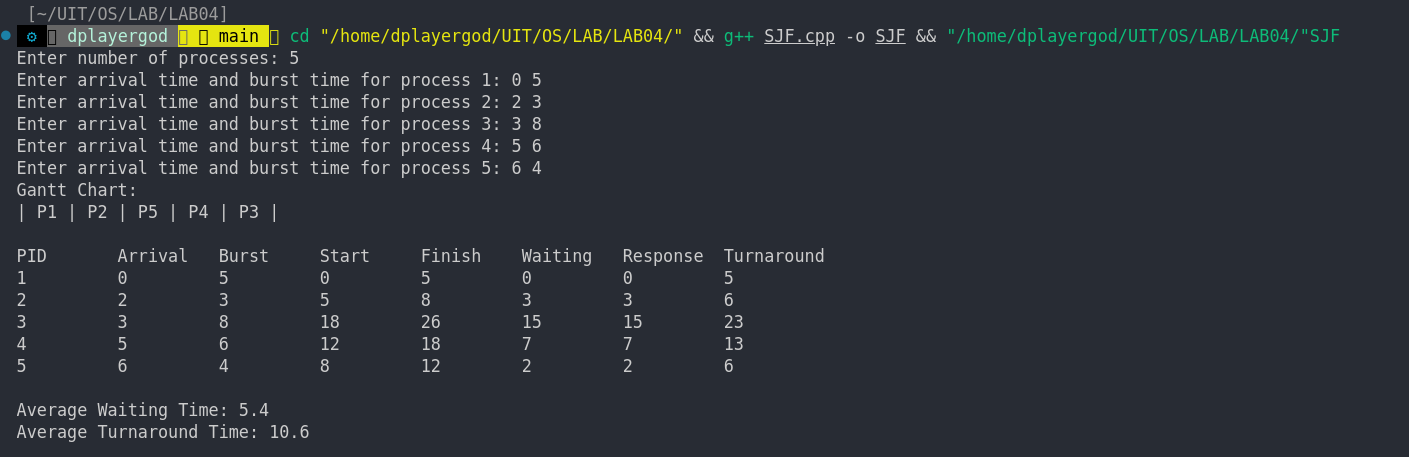 [~/UIT/OS/LAB/LAB04]
dplayergod main cd "/home/dplayergod/UIT/OS/LAB/LAB04/" && g++ SJF.cpp -o SJF && "/home/dplayergod/UIT/OS/LAB/LAB04/"SJF
Enter number of processes: 5
Enter arrival time and burst time for process 1: 0 5
Enter arrival time and burst time for process 2: 2 3
Enter arrival time and burst time for process 3: 3 8
Enter arrival time and burst time for process 4: 5 6
Enter arrival time and burst time for process 5: 6 4
Gantt Chart:
| P1 | P2 | P5 | P4 | P3 |
PID Arrival Burst Start Finish Waiting Response Turnaround
1 0 5 0 5 0 0 5
2 2 3 5 8 3 3 6
3 3 8 18 26 15 15 23
4 5 6 12 18 7 7 13
5 6 4 8 12 2 2 6
Average Waiting Time: 5.4
Average Turnaround Time: 10.6